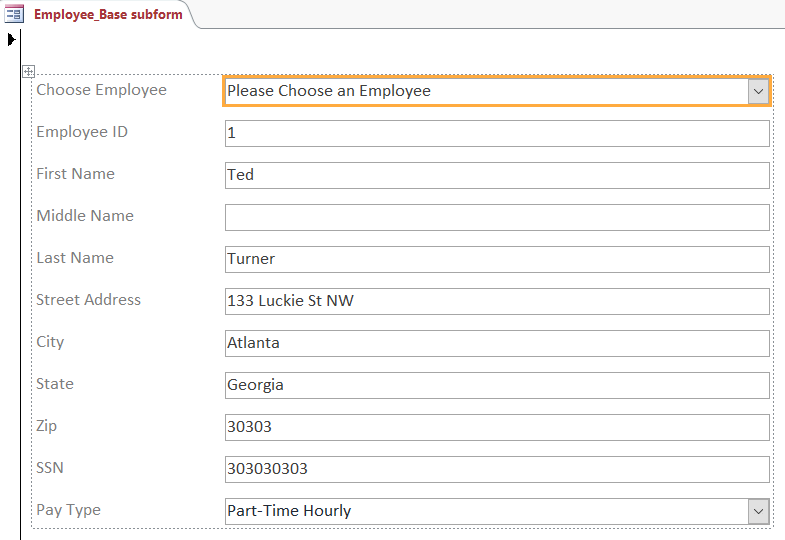 Employee_Base subform
Choose Employee Please Choose an Employee
Employee ID 1
First Name Ted
Middle Name
Last Name Turner
Street Address 133 Luckie St NW
City Atlanta
State Georgia
Zip 30303
SSN 303030303
Pay Type Part-Time Hourly